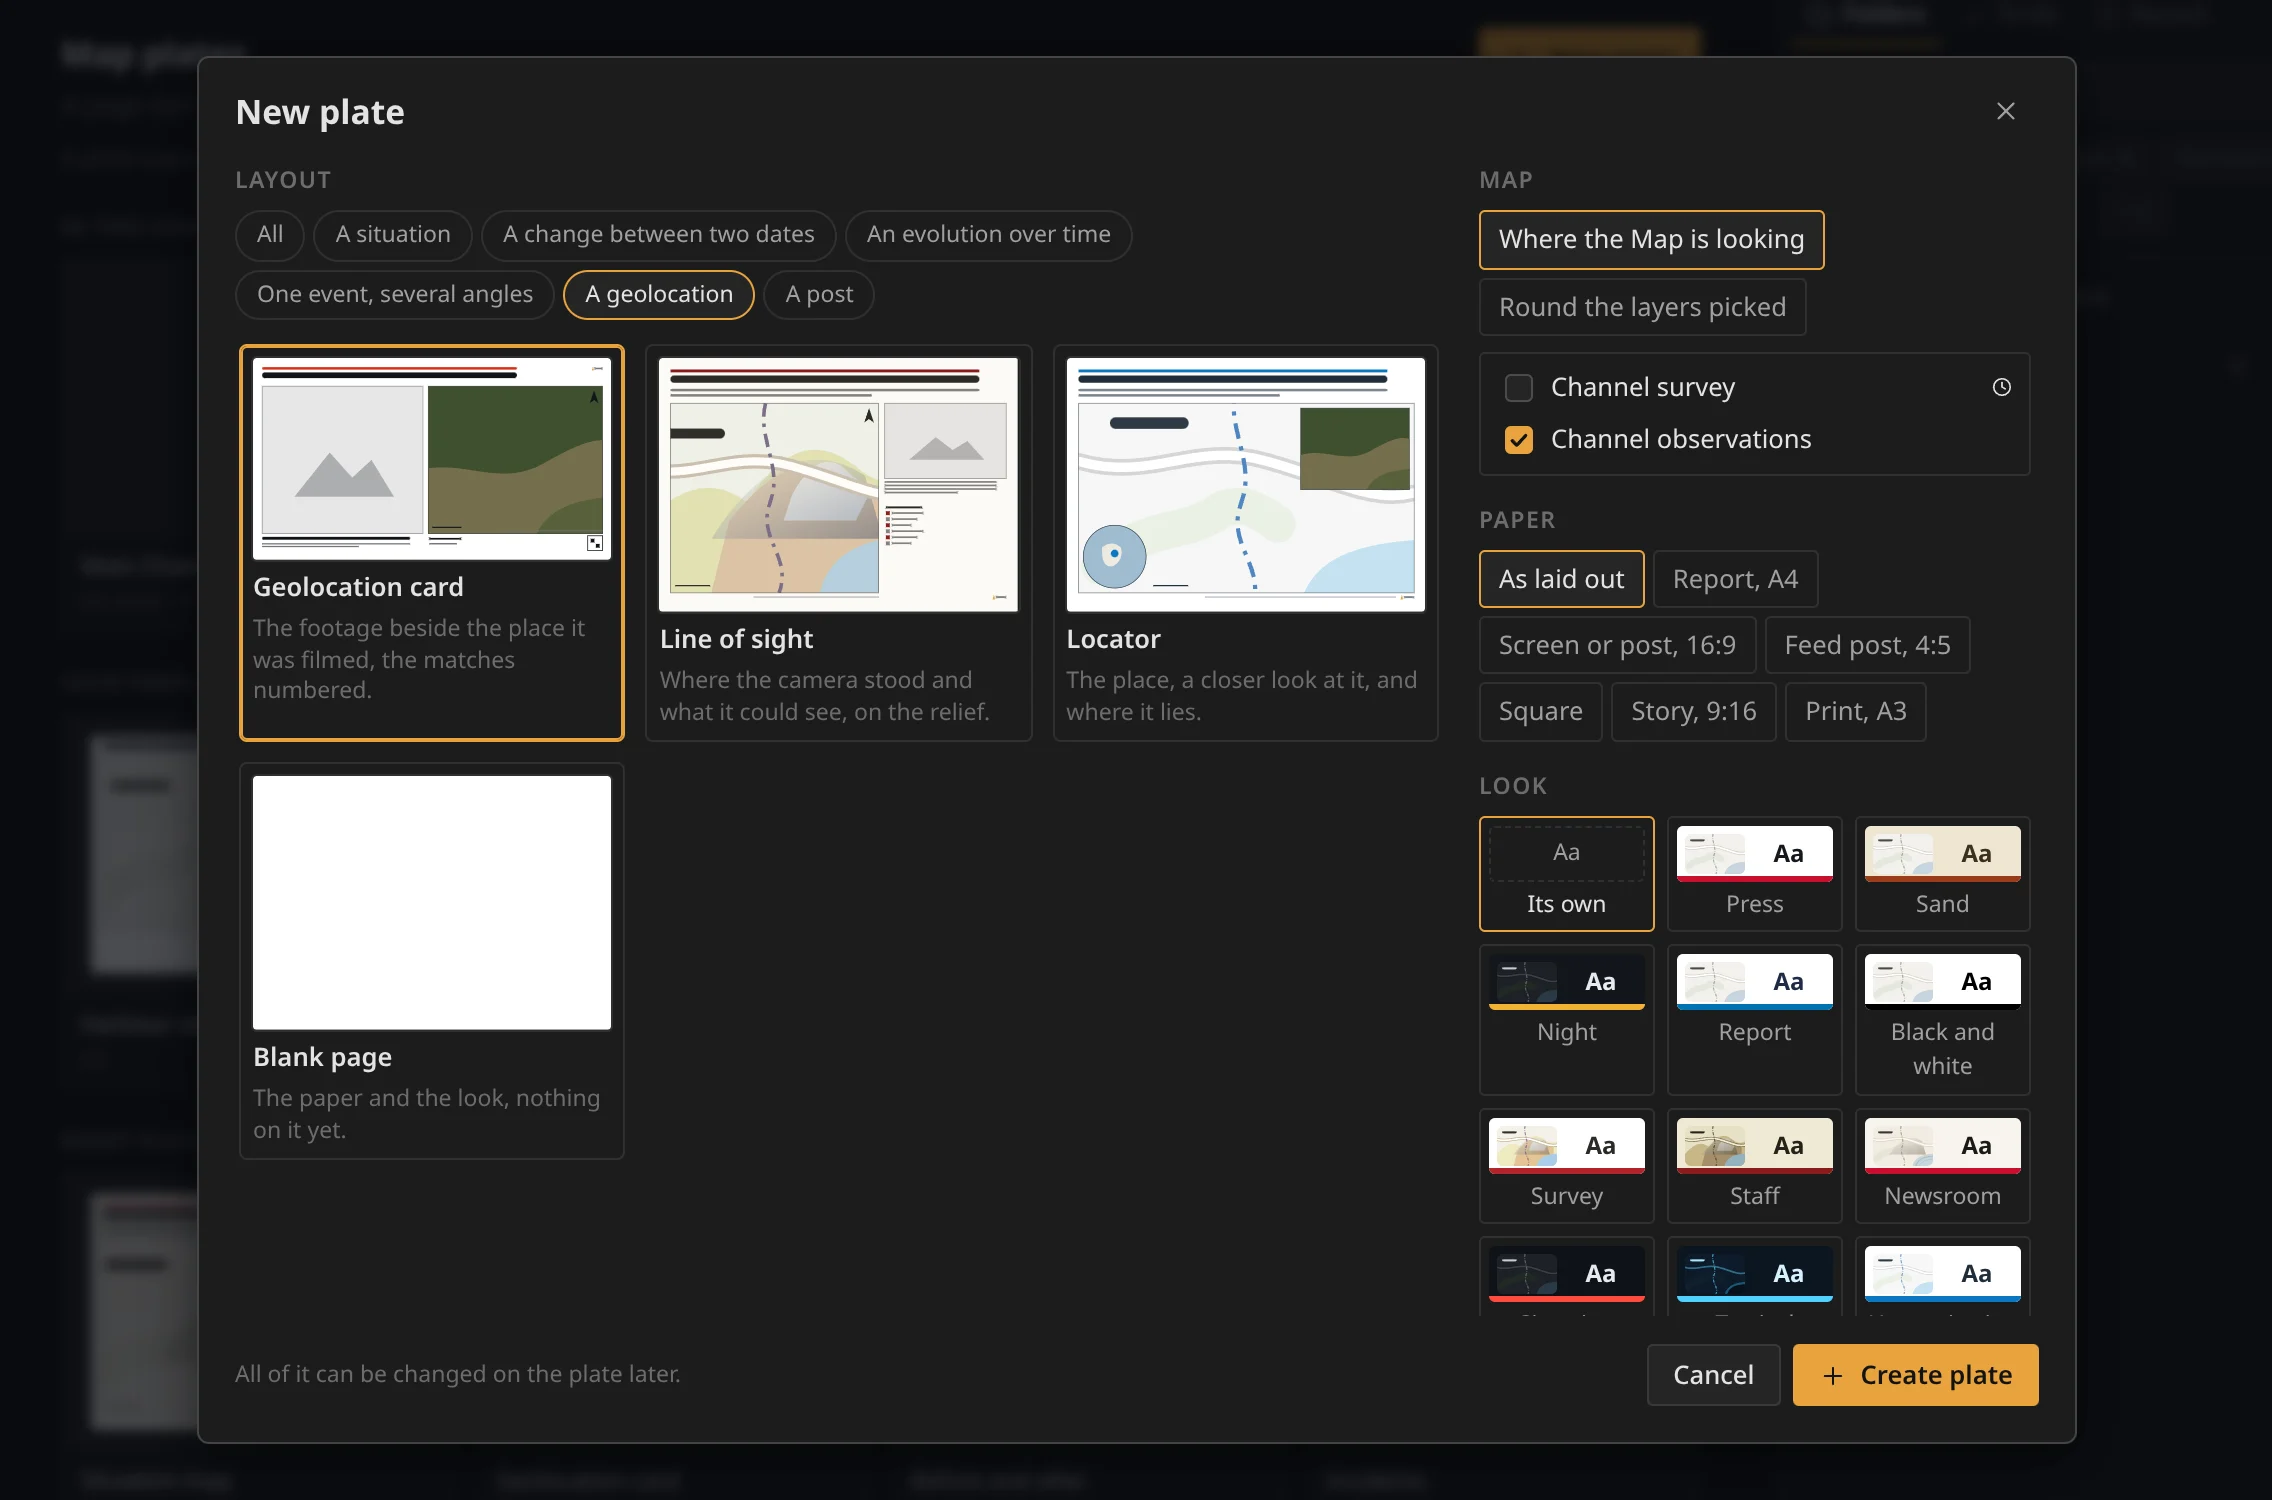 New plate
LAYOUT
All
A situation
A change between two dates
An evolution over time
One event, several angles
A geolocation
A post
Geolocation card
The footage beside the place it
was filmed, the matches
numbered.
Line of sight
Where the camera stood and
what it could see, on the relief.
Locator
The place, a closer look at it, and
where it lies.
Blank page
The paper and the look, nothing
on it yet.
MAP
Where the Map is looking
Round the layers picked
Channel survey
Channel observations
PAPER
As laid out
Report, A4
Screen or post, 16:9
Feed post, 4:5
Square
Story, 9:16
Print, A3
LOOK
Aa
Its own
Aa
Press
Aa
Sand
Aa
Night
Aa
Report
Aa
Black and
white
Aa
Survey
Aa
Staff
Aa
Newsroom
Aa
Aa
Aa
All of it can be changed on the plate later.
Cancel
Create plate